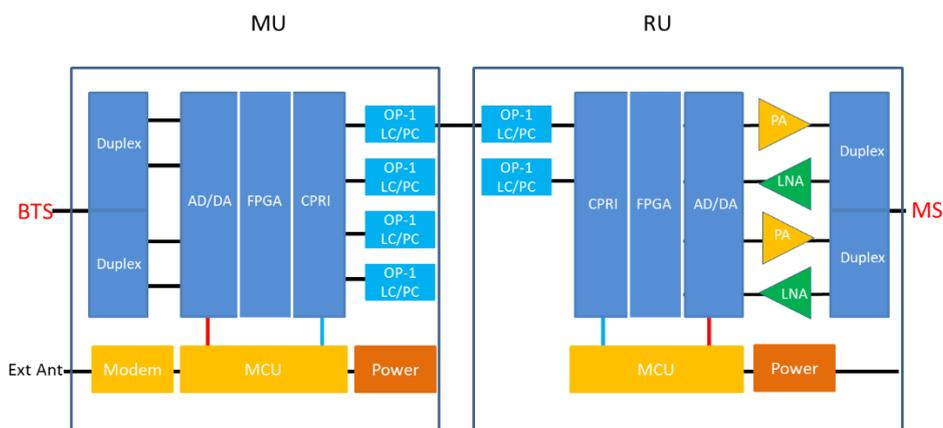 MU
RU
Duplex
Duplex
AD/DA
FPGA
CPRI
OP-1
LC/PC
OP-1
LC/PC
OP-1
LC/PC
OP-1
LC/PC
BTS
Ext Ant
Modem
MCU
Power
OP-1
LC/PC
OP-1
LC/PC
CPRI
FPGA
AD/DA
PA
LNA
PA
LNA
Duplex
Duplex
MS
MCU
Power